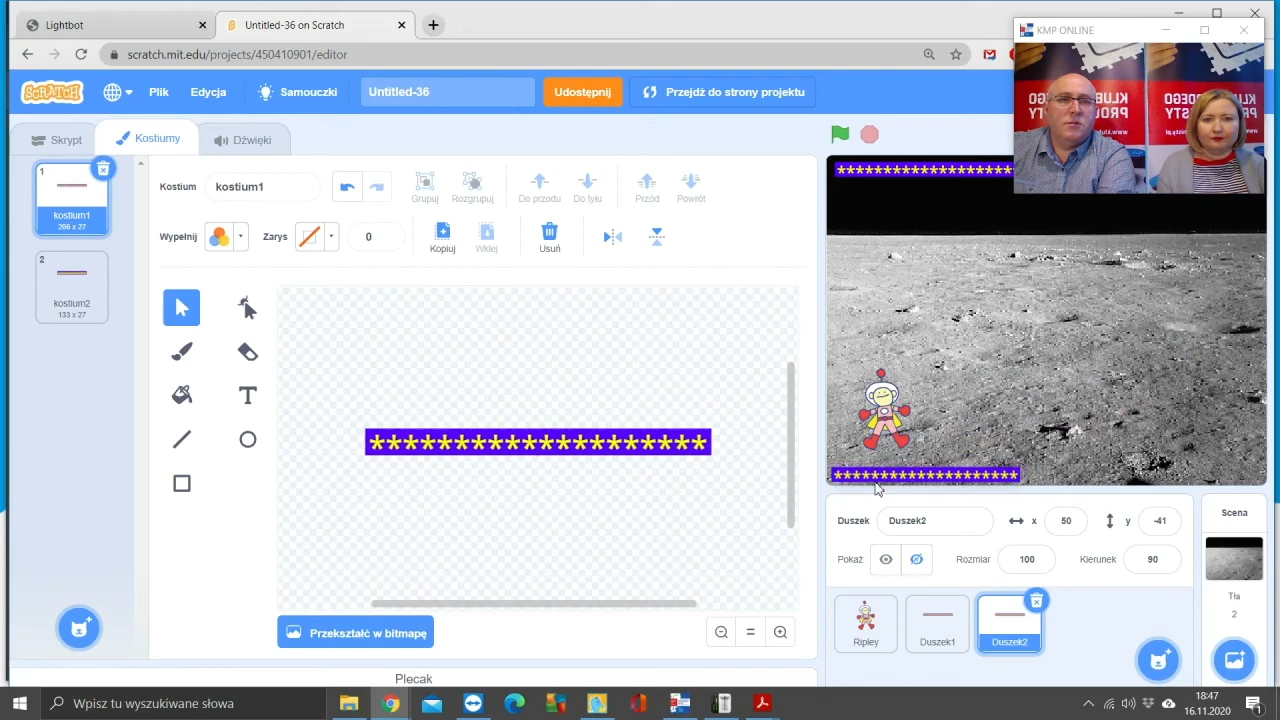 Lightbot
Untitled-36 on Scratch
scratch.mit.edu/projects/450410901/editor
KMP ONLINE
SCRATCH
Plik
Edycja
Samouczki
Untitled-36
Udostępnij
Przejdź do strony projektu
Skrypt
Kostiumy
Dźwięki
1
kostium1
206 x 27
2
kostium2
133 x 27
Kostium
kostium1
Grupuj
Rozgrupuj
Do przodu
Do tyłu
Przód
Powrót
Wypełnij
Zarys
0
Kopiuj
Wklej
Usuń
T
********************
Przekształć w bitmapę
Plecak
Duszek
Duszek2
x
50
y
-41
Pokaż
Rozmiar
100
Kierunek
90
Ripley
Duszek1
Duszek2
Scena
Tła
2
Wpisz tu wyszukiwane słowa
18:47
16.11.2020
1